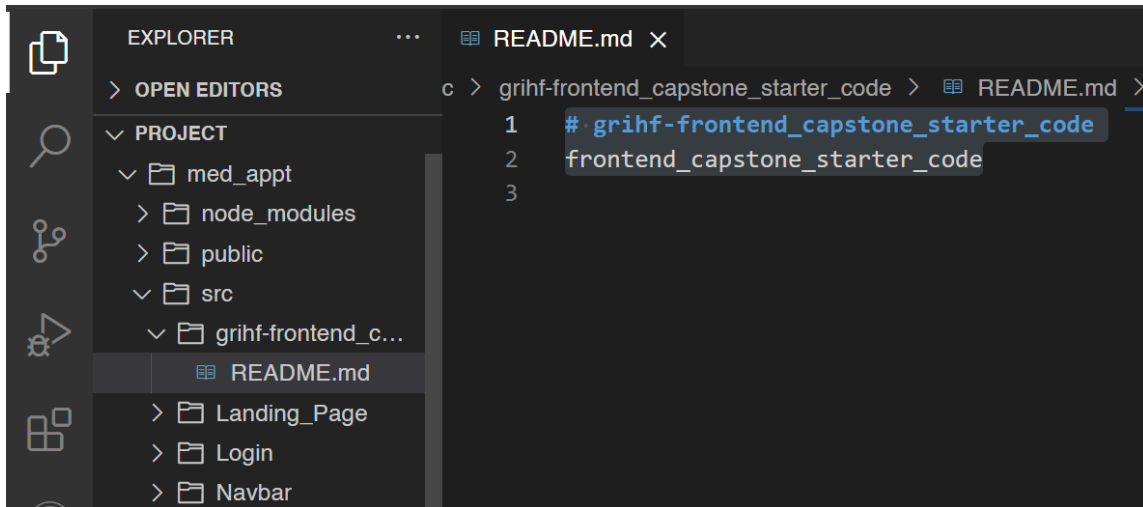 EXPLORER ···
README.md ×
> OPEN EDITORS
c > grihf-frontend_capstone_starter_code > README.md >
PROJECT
med_appt
node_modules
public
src
grihf-frontend_c...
README.md
Landing_Page
Login
Navbar
1 #·grihf-frontend_capstone_starter_code
2 frontend_capstone_starter_code
3